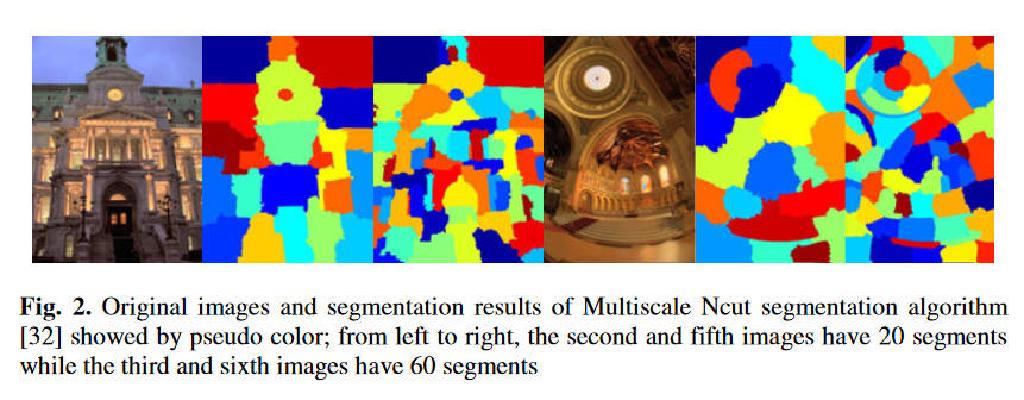 Fig. 2. Original images and segmentation results of Multiscale Ncut segmentation algorithm
[32] showed by pseudo color; from left to right, the second and fifth images have 20 segments
while the third and sixth images have 60 segments